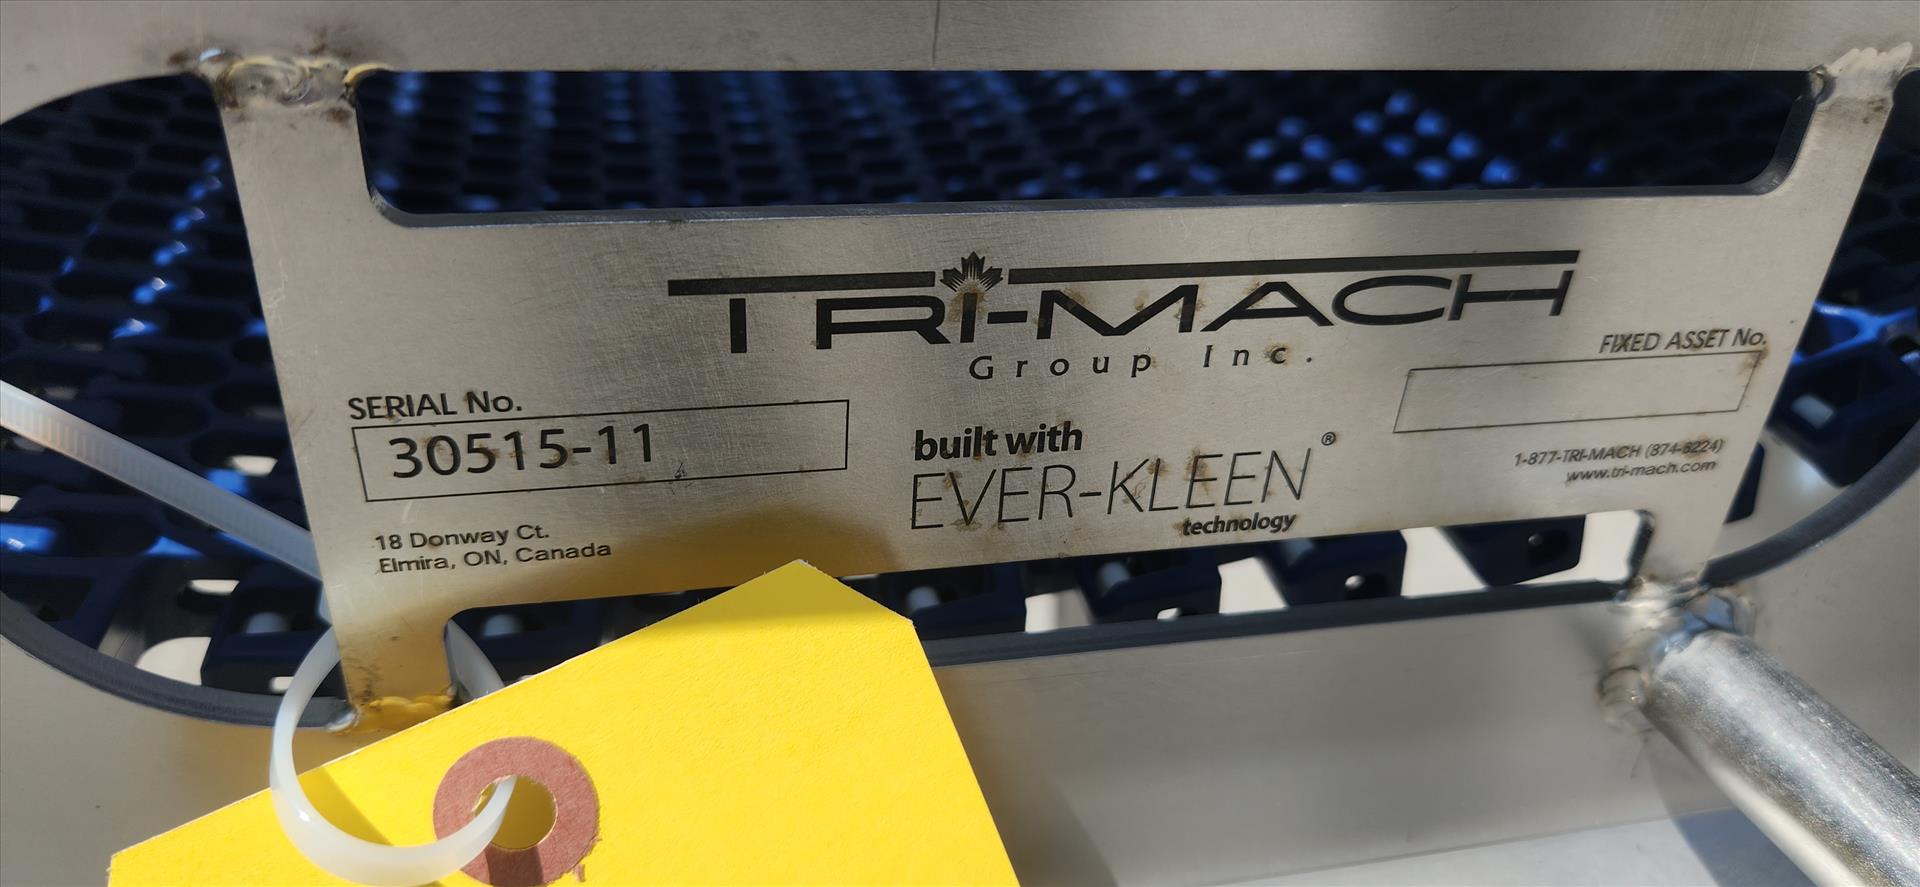 TRI-MACH
Group Inc.
FIXED ASSET No.
SERIAL No.
30515-11
built with
EVER-KLEEN®
technology
1-877-TRI-MACH (874-6224)
www.tri-mach.com
18 Donway Ct.
Elmira, ON, Canada